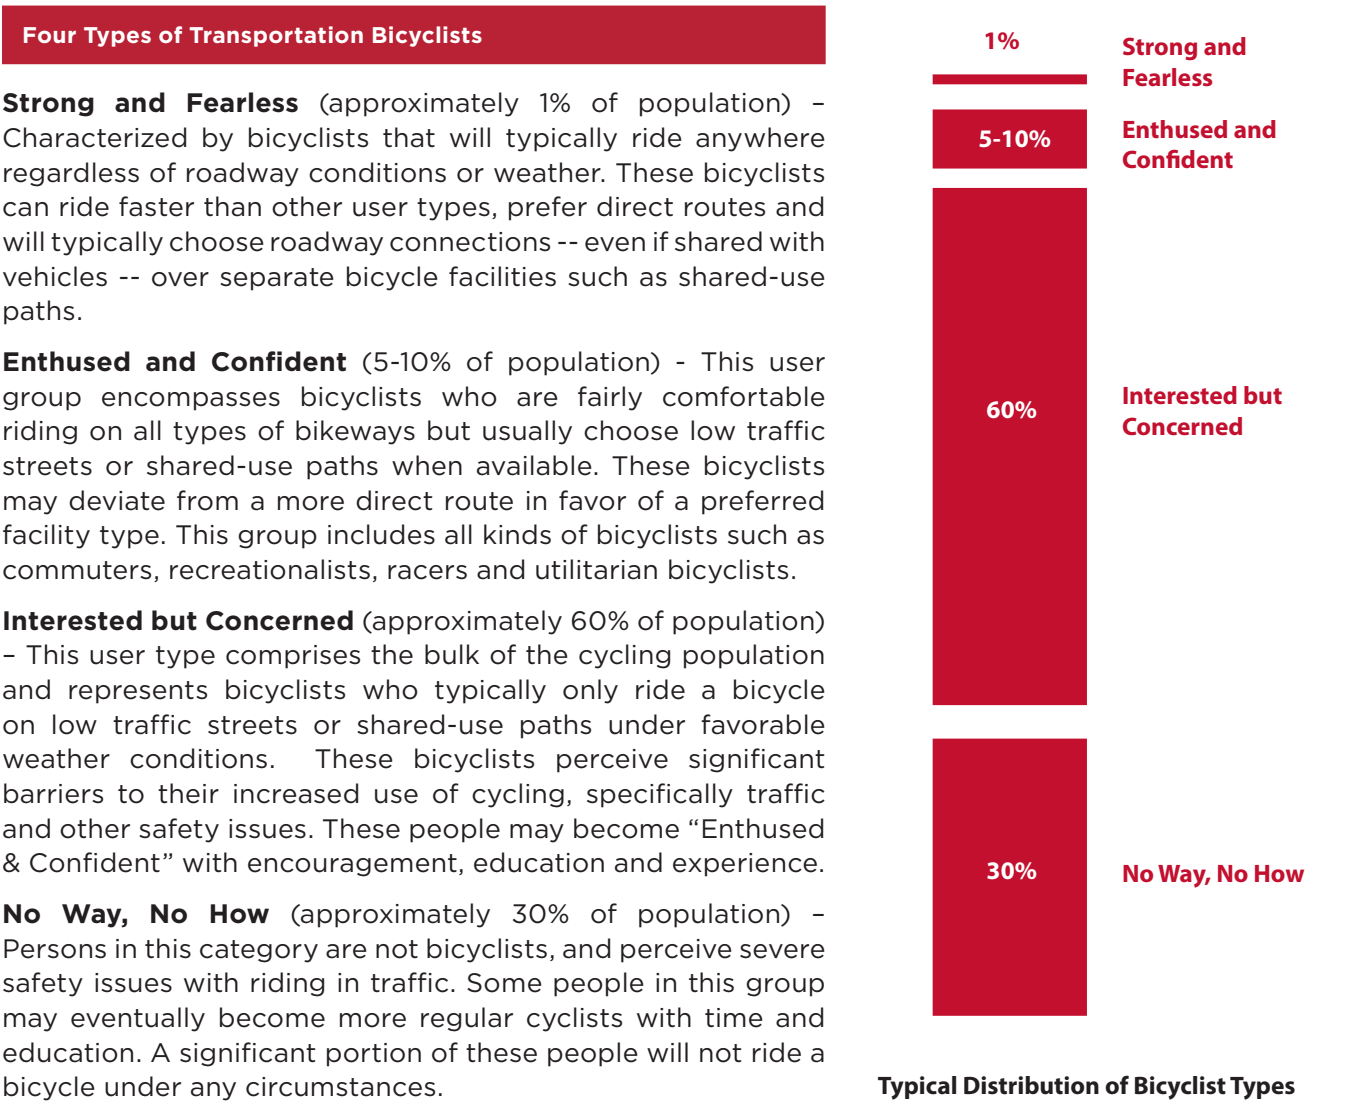 Four Types of Transportation Bicyclists
Strong and Fearless (approximately 1% of population) –
Characterized by bicyclists that will typically ride anywhere
regardless of roadway conditions or weather. These bicyclists
can ride faster than other user types, prefer direct routes and
will typically choose roadway connections -- even if shared with
vehicles -- over separate bicycle facilities such as shared-use
paths.
Enthused and Confident (5-10% of population) - This user
group encompasses bicyclists who are fairly comfortable
riding on all types of bikeways but usually choose low traffic
streets or shared-use paths when available. These bicyclists
may deviate from a more direct route in favor of a preferred
facility type. This group includes all kinds of bicyclists such as
commuters, recreationalists, racers and utilitarian bicyclists.
Interested but Concerned (approximately 60% of population)
– This user type comprises the bulk of the cycling population
and represents bicyclists who typically only ride a bicycle
on low traffic streets or shared-use paths under favorable
weather conditions. These bicyclists perceive significant
barriers to their increased use of cycling, specifically traffic
and other safety issues. These people may become “Enthused
& Confident” with encouragement, education and experience.
No Way, No How (approximately 30% of population) –
Persons in this category are not bicyclists, and perceive severe
safety issues with riding in traffic. Some people in this group
may eventually become more regular cyclists with time and
education. A significant portion of these people will not ride a
bicycle under any circumstances.
1%
Strong and
Fearless
5-10%
Enthused and
Confident
60%
Interested but
Concerned
30%
No Way, No How
Typical Distribution of Bicyclist Types